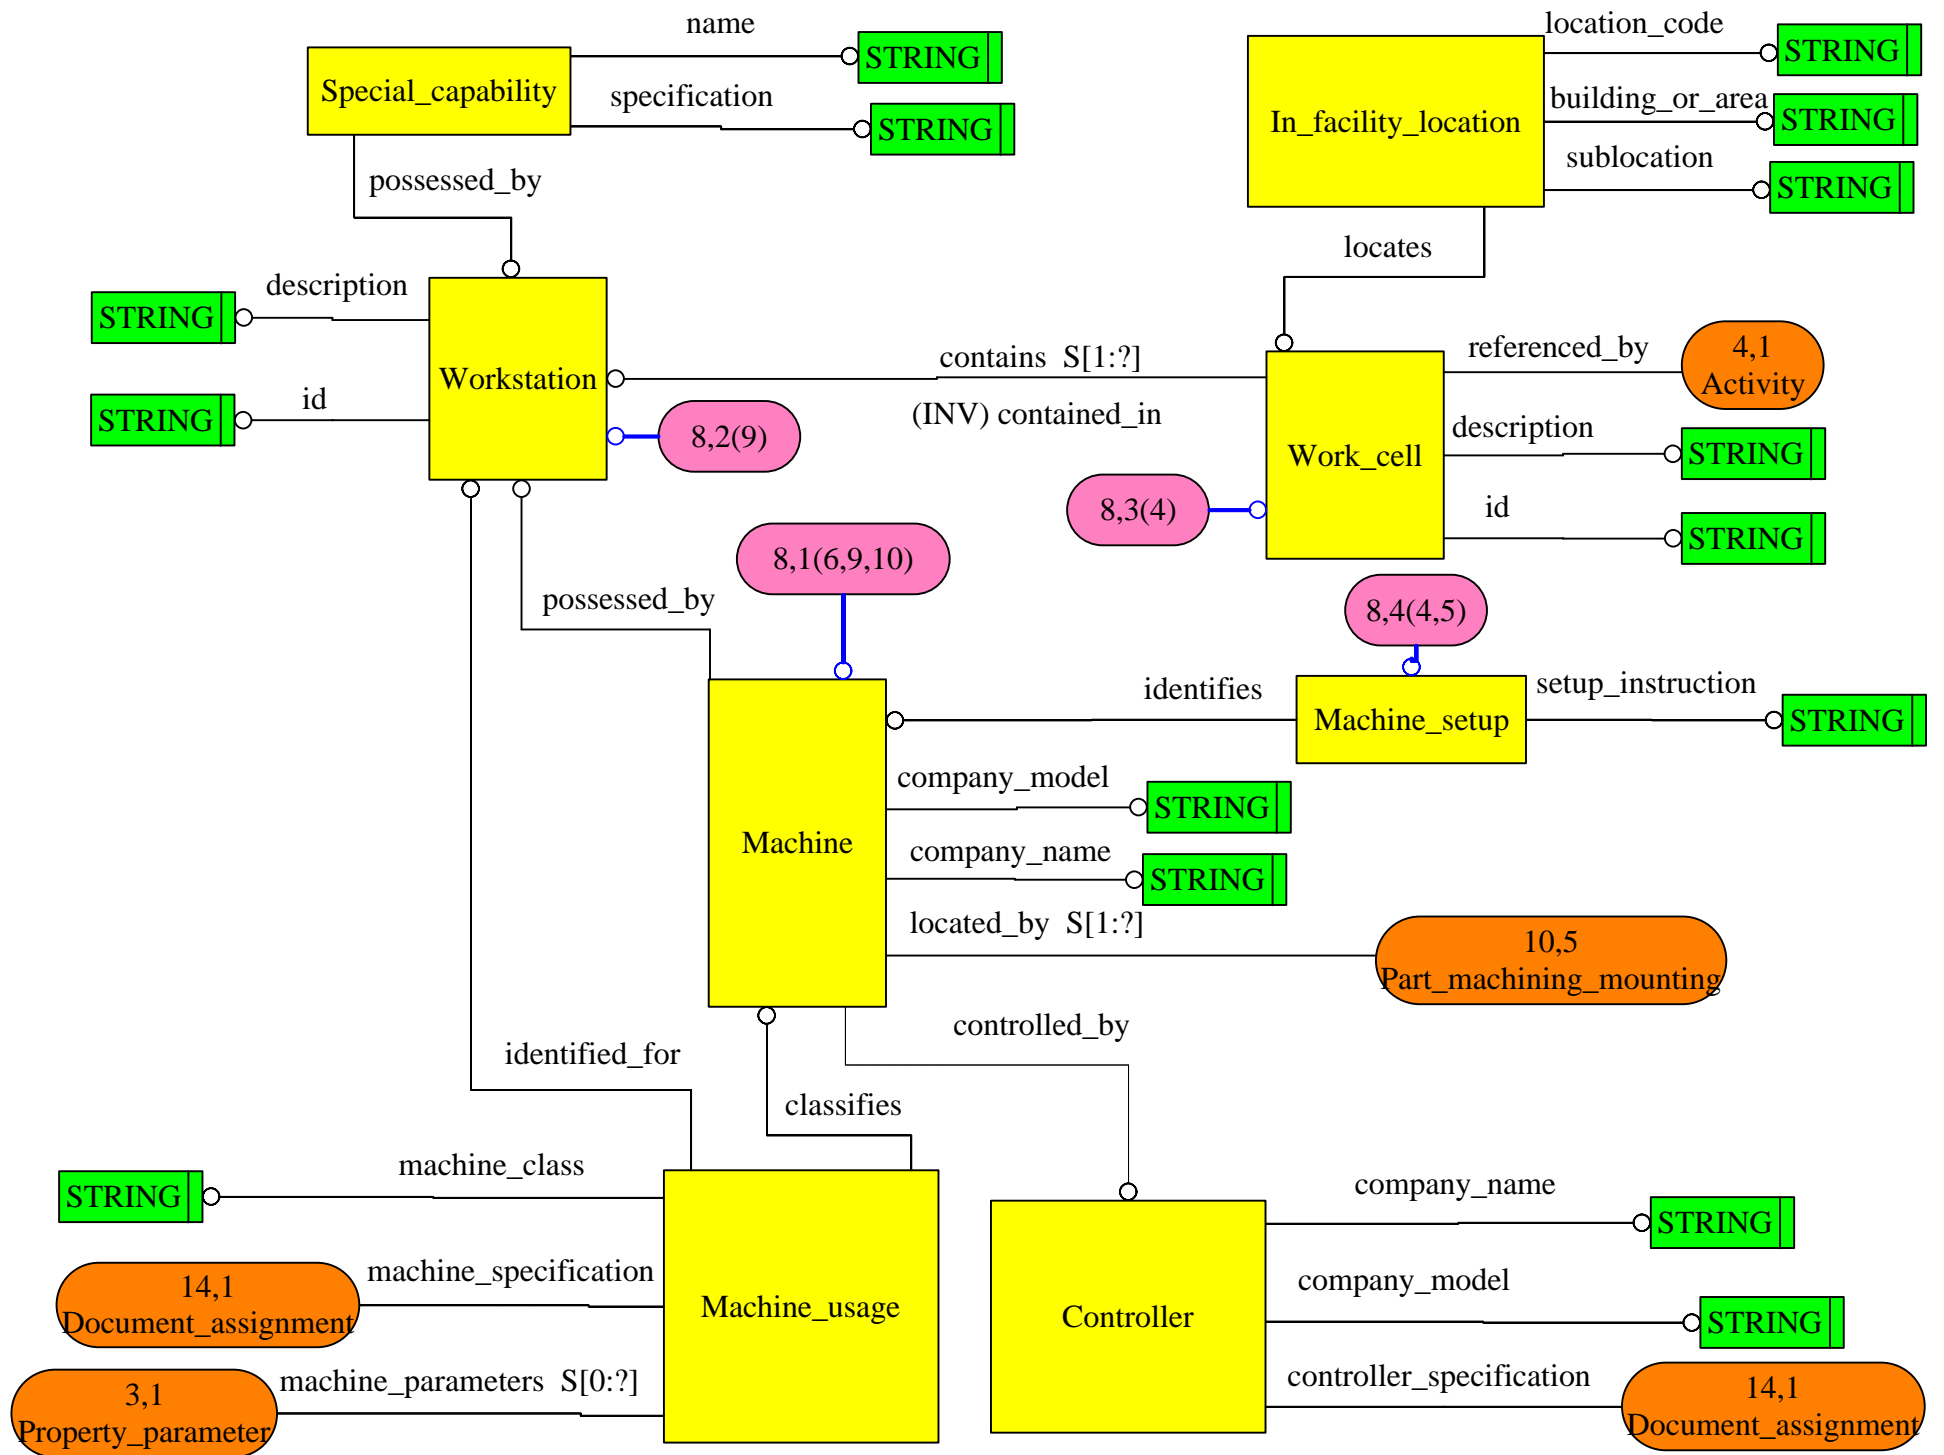 name
STRING
Special_capability
specification
STRING
possessed_by
location_code
STRING
building_or_area
STRING
In_facility_location
sublocation
STRING
locates
description
STRING
Workstation
id
STRING
8,2(9)
contains  S[1:?]
(INV) contained_in
referenced_by
4,1
Activity
description
STRING
Work_cell
id
STRING
8,3(4)
8,1(6,9,10)
possessed_by
8,4(4,5)
identifies
Machine_setup
setup_instruction
STRING
company_model
STRING
Machine
company_name
STRING
located_by  S[1:?]
10,5
Part_machining_mounting
controlled_by
identified_for
classifies
machine_class
STRING
machine_specification
14,1
Document_assignment
Machine_usage
machine_parameters  S[0:?]
3,1
Property_parameter
company_name
STRING
company_model
STRING
Controller
controller_specification
14,1
Document_assignment